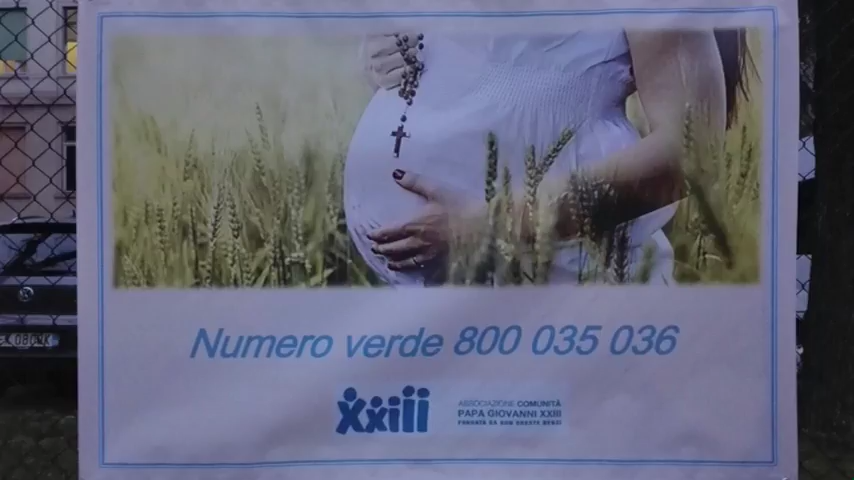 Numero verde 800 035 036
xxiii
ASSOCIAZIONE COMUNITÀ
PAPA GIOVANNI XXIII
FONDATA DA DON ORESTE BENZI